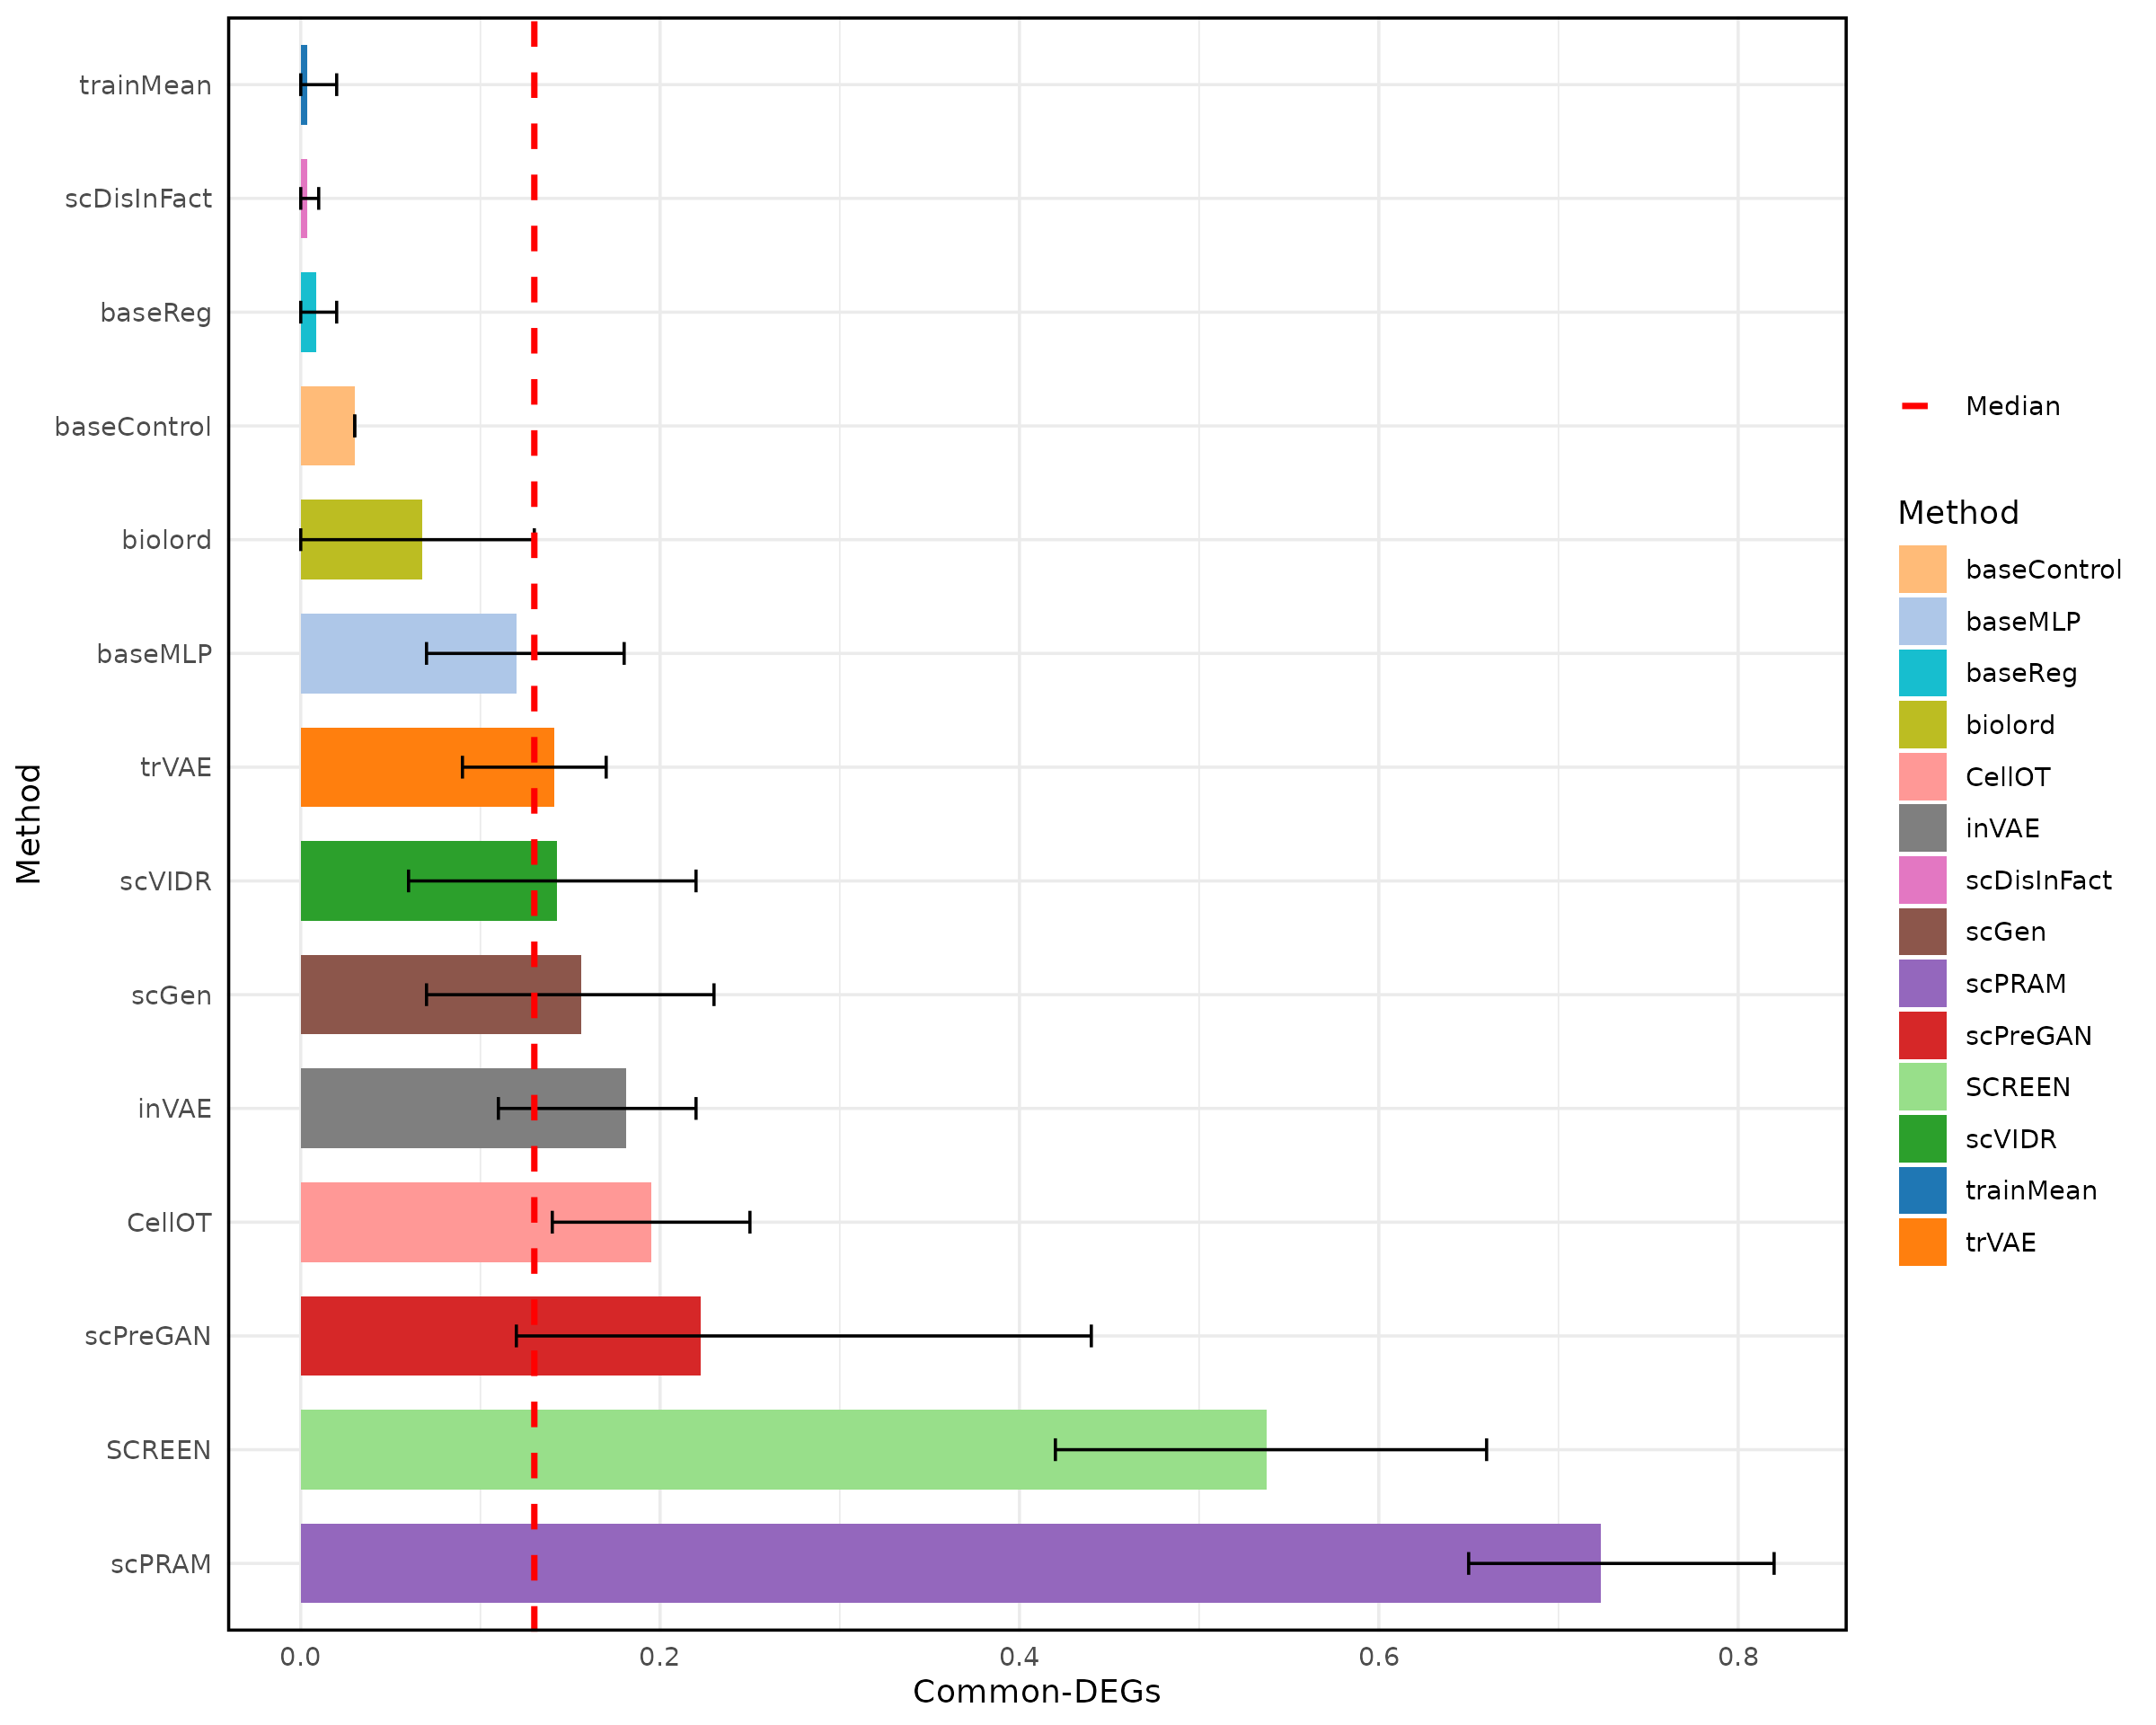 trainMean
scDisInFact
baseReg
baseControl
biolord
baseMLP
trVAE
scVIDR
scGen
inVAE
CellOT
scPreGAN
SCREEN
scPRAM
Method
0.0 0.2 0.4 0.6 0.8
Common-DEGs
Median
Method
baseControl
baseMLP
baseReg
biolord
CellOT
inVAE
scDisInFact
scGen
scPRAM
scPreGAN
SCREEN
scVIDR
trainMean
trVAE